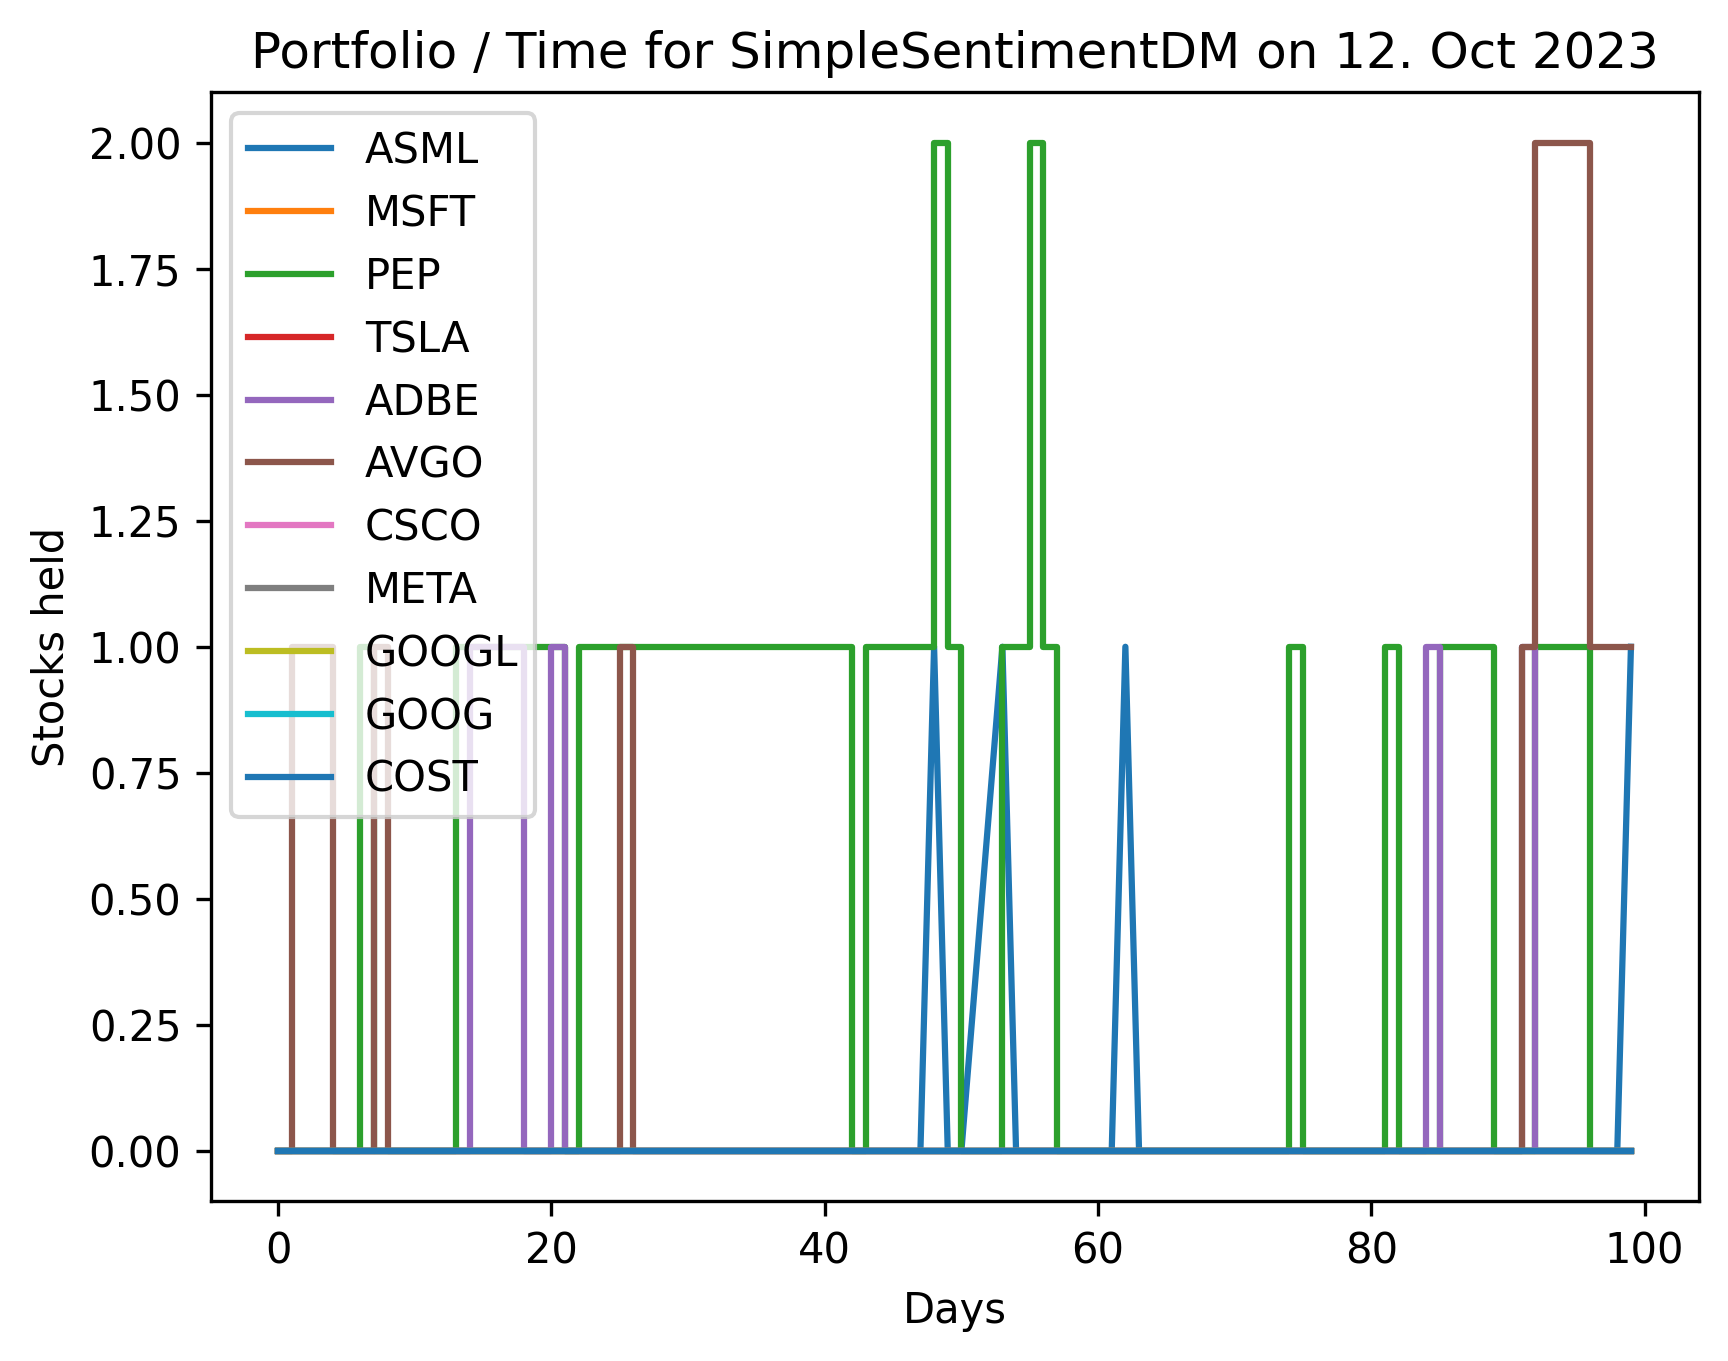 Portfolio / Time for SimpleSentimentDM on 12. Oct 2023
ASML
MSFT
PEP
TSLA
ADBE
AVGO
CSCO
META
GOOGL
GOOG
COST
Stocks held
2.00
1.75
1.50
1.25
1.00
0.75
0.50
0.25
0.00
0
20
40
60
80
100
Days